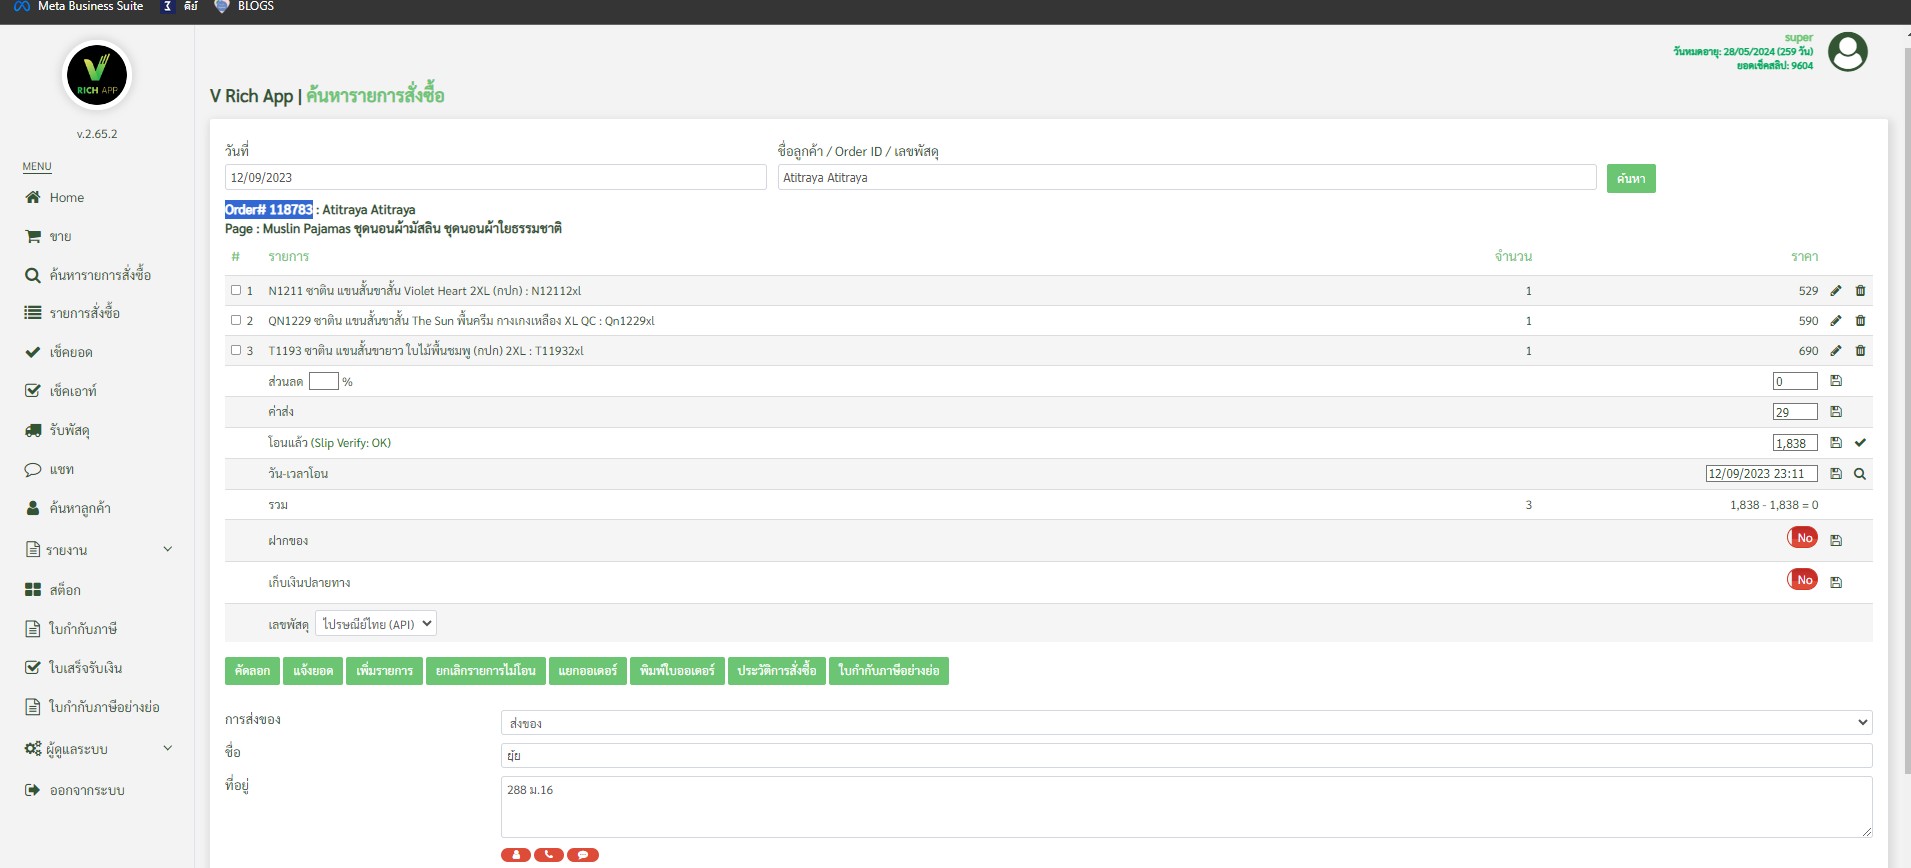 Meta Business Suite คีย์ BLOGS
super
วันหมดอายุ: 28/05/2024 (259 วัน)
ยอดเช็คสลิป: 9604
V
RICH APP
v.2.65.2
MENU
Home
ขาย
ค้นหารายการสั่งซื้อ
รายการสั่งซื้อ
เช็คยอด
เช็คเอาท์
รับพัสดุ
แชท
ค้นหาลูกค้า
รายงาน
สต็อก
ใบกำกับภาษี
ใบเสร็จรับเงิน
ใบกำกับภาษีอย่างย่อ
ผู้ดูแลระบบ
ออกจากระบบ
V Rich App | ค้นหารายการสั่งซื้อ
วันที่ ชื่อลูกค้า / Order ID / เลขพัสดุ
12/09/2023 Atitraya Atitraya ค้นหา
Order# 118783 : Atitraya Atitraya
Page : Muslin Pajamas ชุดนอนผ้ามัสลิน ชุดนอนผ้าใยธรรมชาติ
# รายการ จำนวน ราคา
1 N1211 ซาติน แขนสั้นขาสั้น Violet Heart 2XL (กปก) : N12112xl 1 529
2 QN1229 ซาติน แขนสั้นขาสั้น The Sun พื้นครีม กางเกงเหลือง XL QC : Qn1229xl 1 590
3 T1193 ซาติน แขนสั้นขายาว ใบไม้พื้นชมพู (กปก) 2XL : T11932xl 1 690
ส่วนลด % 0
ค่าส่ง 29
โอนแล้ว (Slip Verify: OK) 1,838
วัน-เวลาโอน 12/09/2023 23:11
รวม 3 1,838 - 1,838 = 0
ฝากของ No
เก็บเงินปลายทาง No
เลขพัสดุ ไปรษณีย์ไทย (API)
คัดลอก แจ้งยอด เพิ่มรายการ ยกเลิกรายการไม่โอน แยกออเดอร์ พิมพ์ใบออเดอร์ ประวัติการสั่งซื้อ ใบกำกับภาษีอย่างย่อ
การส่งของ ส่งของ
ชื่อ ยุ้ย
ที่อยู่ 288 ม.16